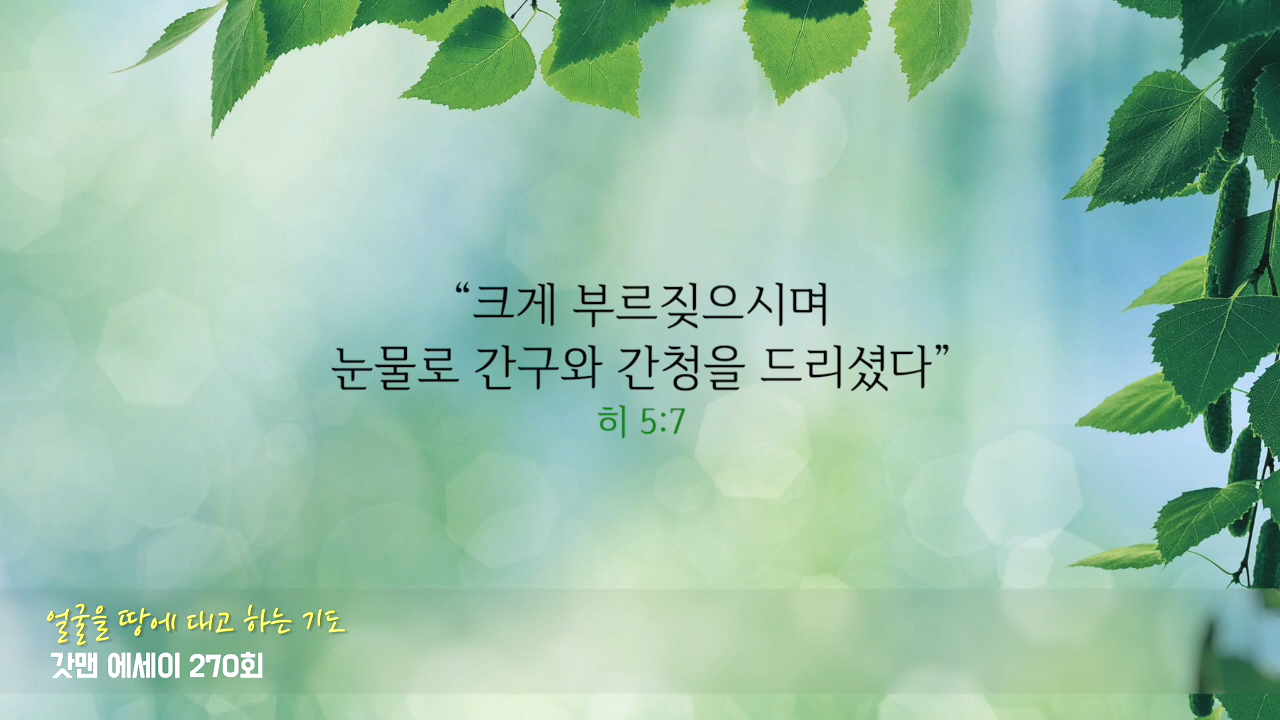 “크게 부르짖으시며
눈물로 간구와 간청을 드리셨다”
히 5:7
얼굴을 땅에 대고 하는 기도
갓맨 에세이 270회